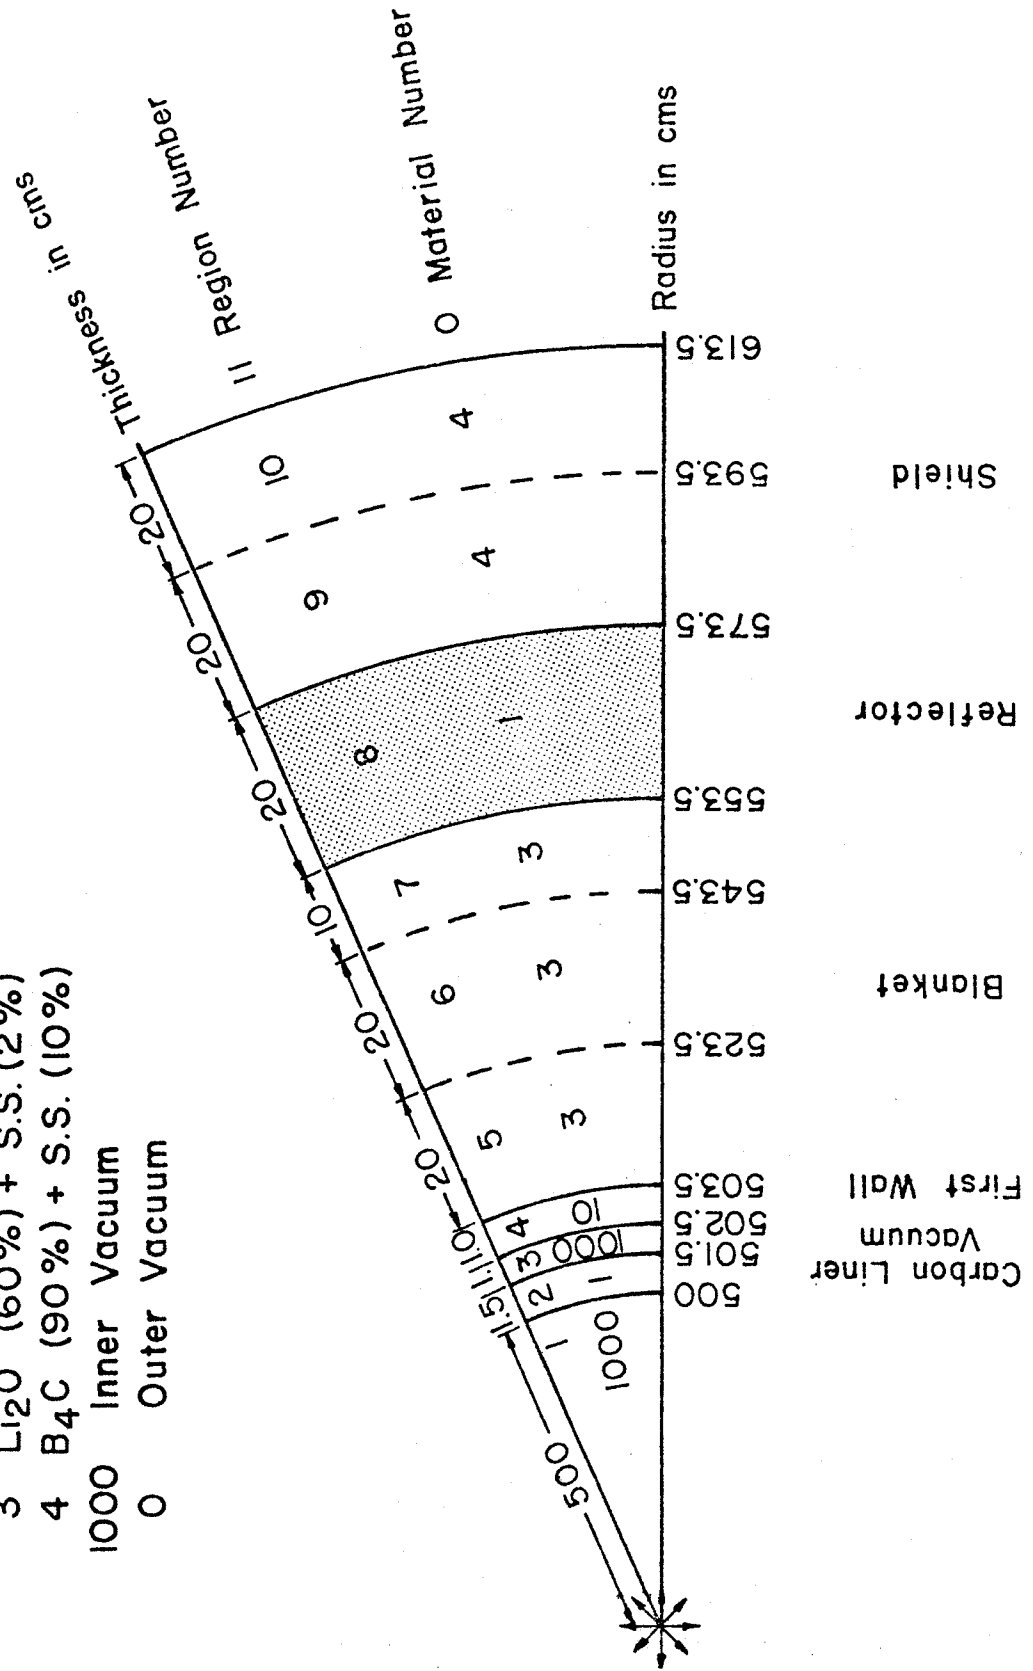 3 Li₂O (60%) + S.S. (2%)
4 B₄C (90%) + S.S. (10%)
1000 Inner Vacuum
0 Outer Vacuum
Thickness in cms
500 1.5 1. 1.0 20 20 10 20 20 20
Region Number
1 2 3 4 5 6 7 8 9 10 11
Material Number
1000 1 1000 10 3 3 3 1 4 4 0
Radius in cms
500 501.5 502.5 503.5 523.5 543.5 553.5 573.5 593.5 613.5
Carbon Liner
Vacuum
First Wall
Blanket
Reflector
Shield